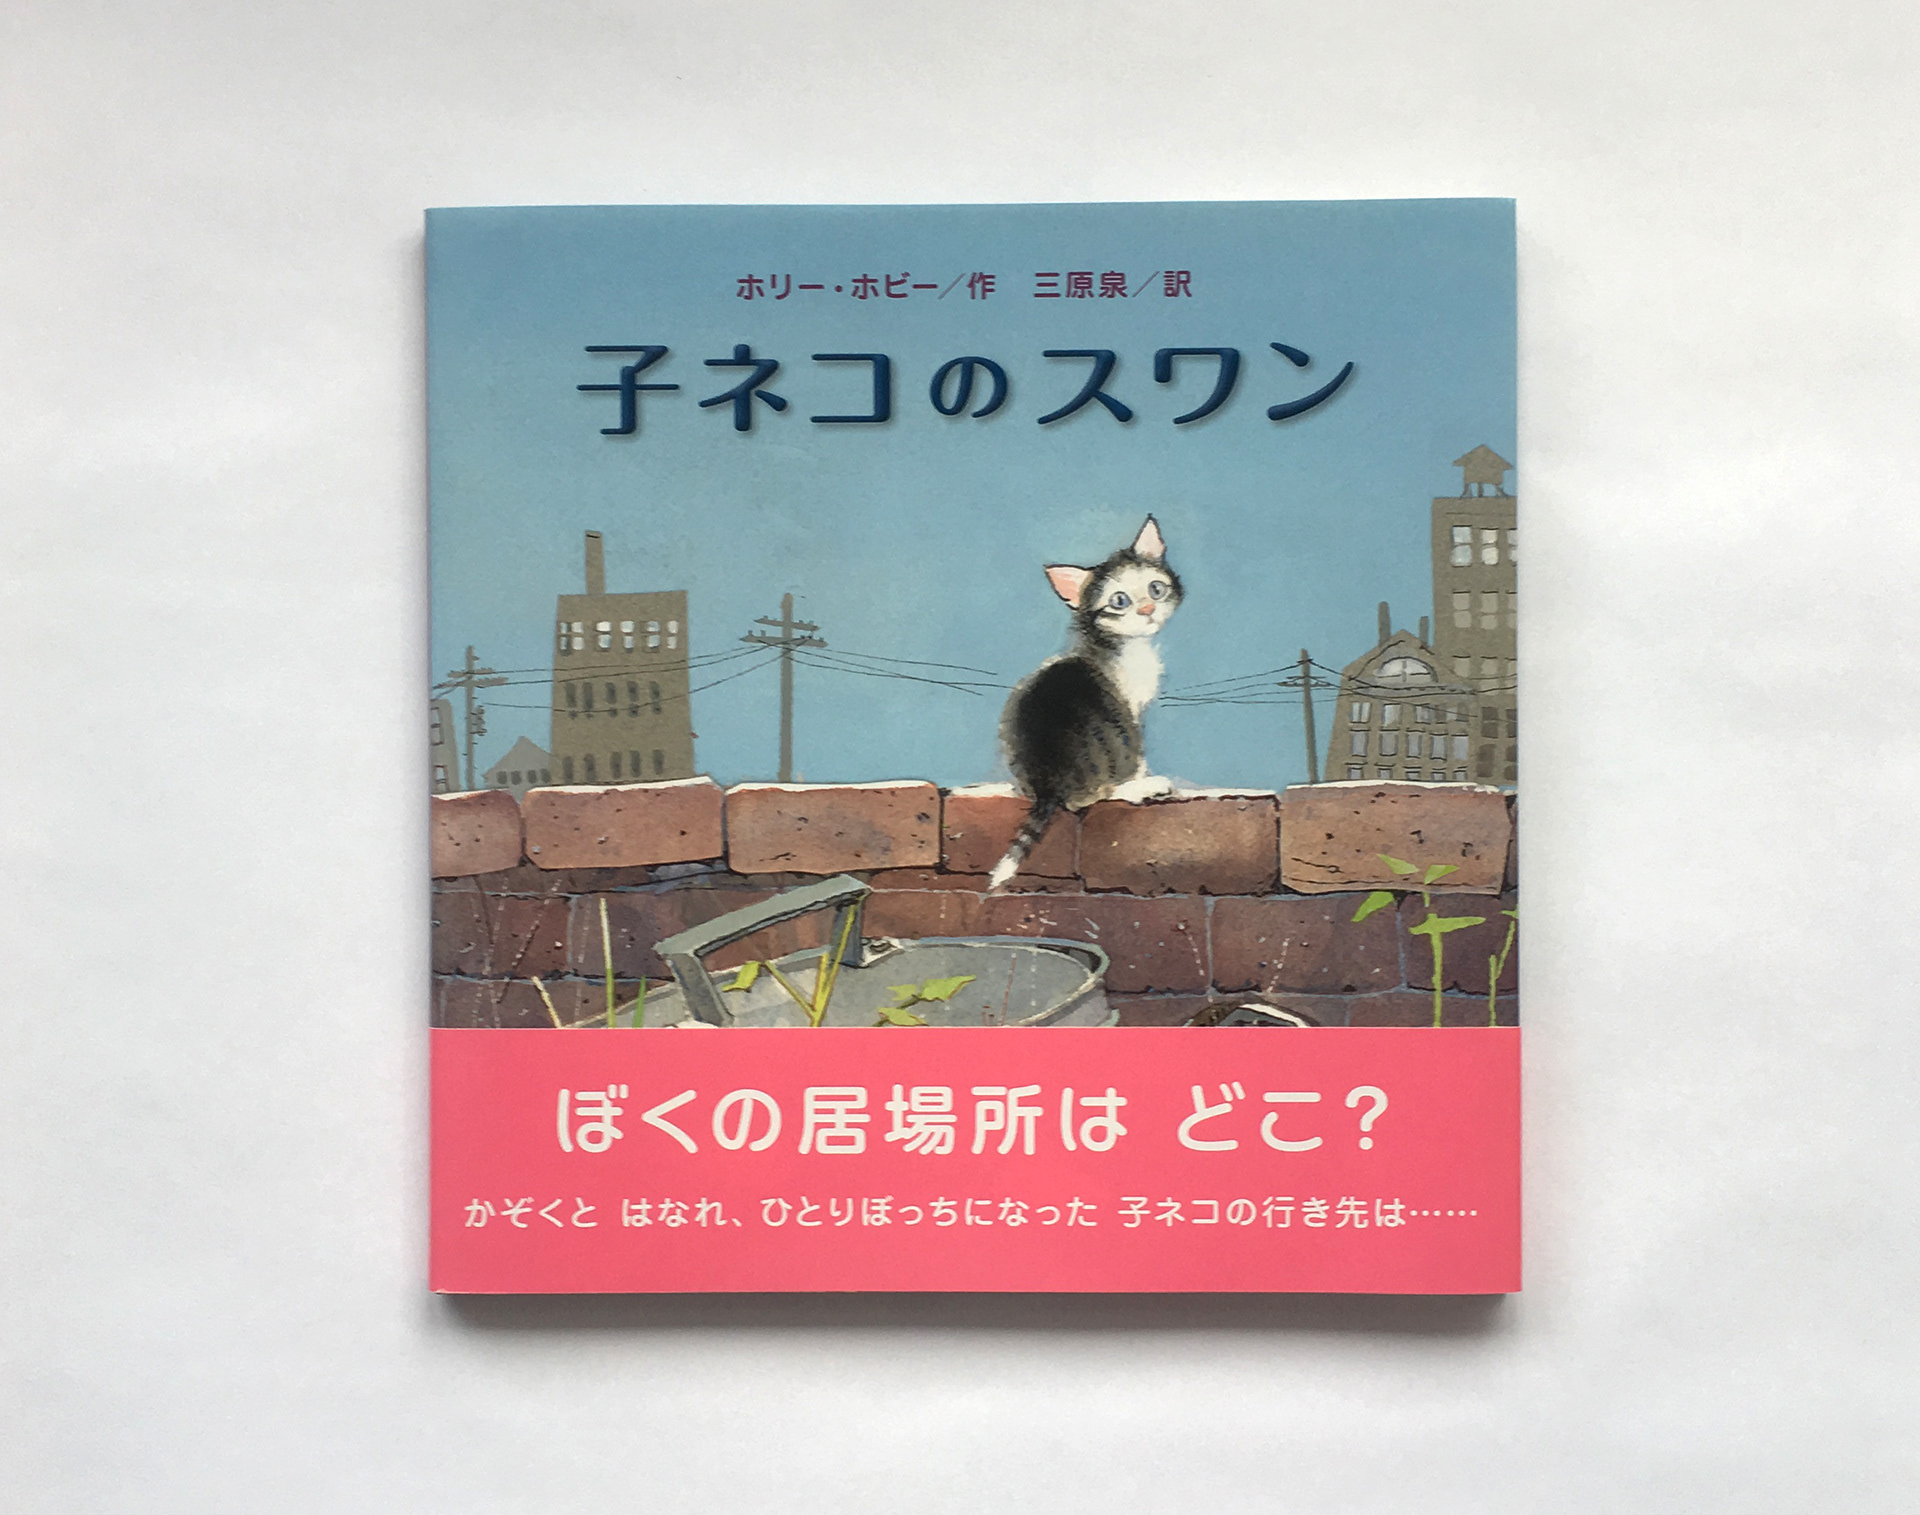 ホリー・ホビー／作　三原泉／訳
子ネコのスワン
ぼくの居場所は どこ？
かぞくと はなれ、ひとりぼっちになった 子ネコの行き先は……